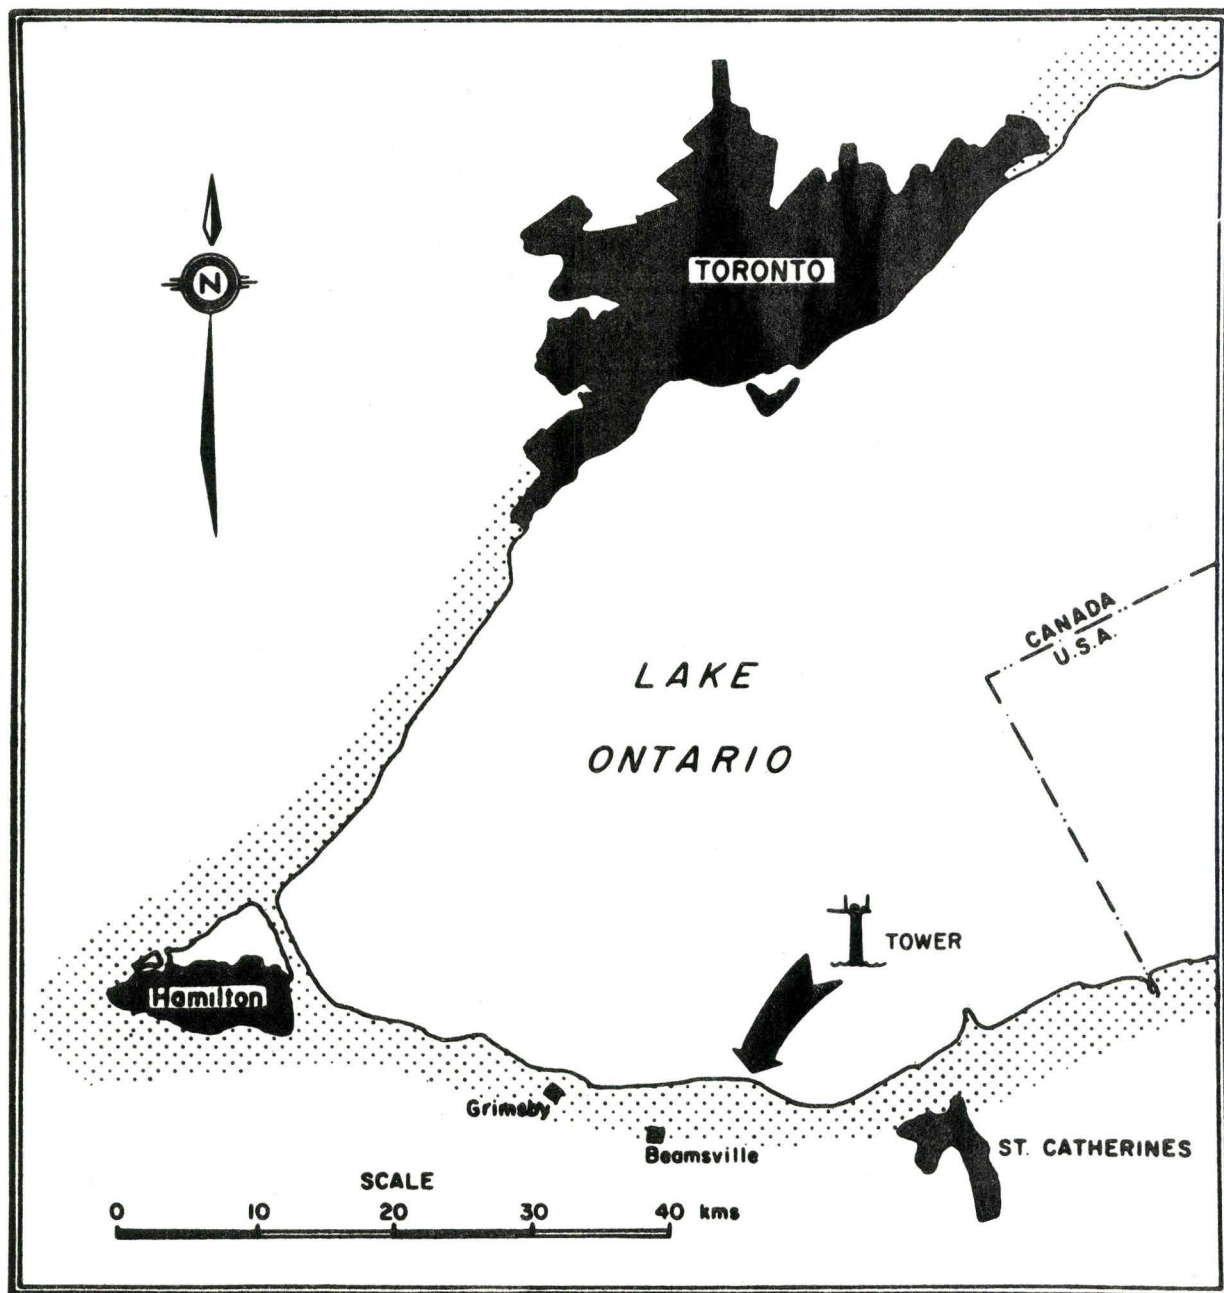 TORONTO
N
CANADA
U.S.A.
LAKE
ONTARIO
TOWER
Hamilton
Grimsby
Beamsville
ST. CATHERINES
SCALE
0 10 20 30 40 kms